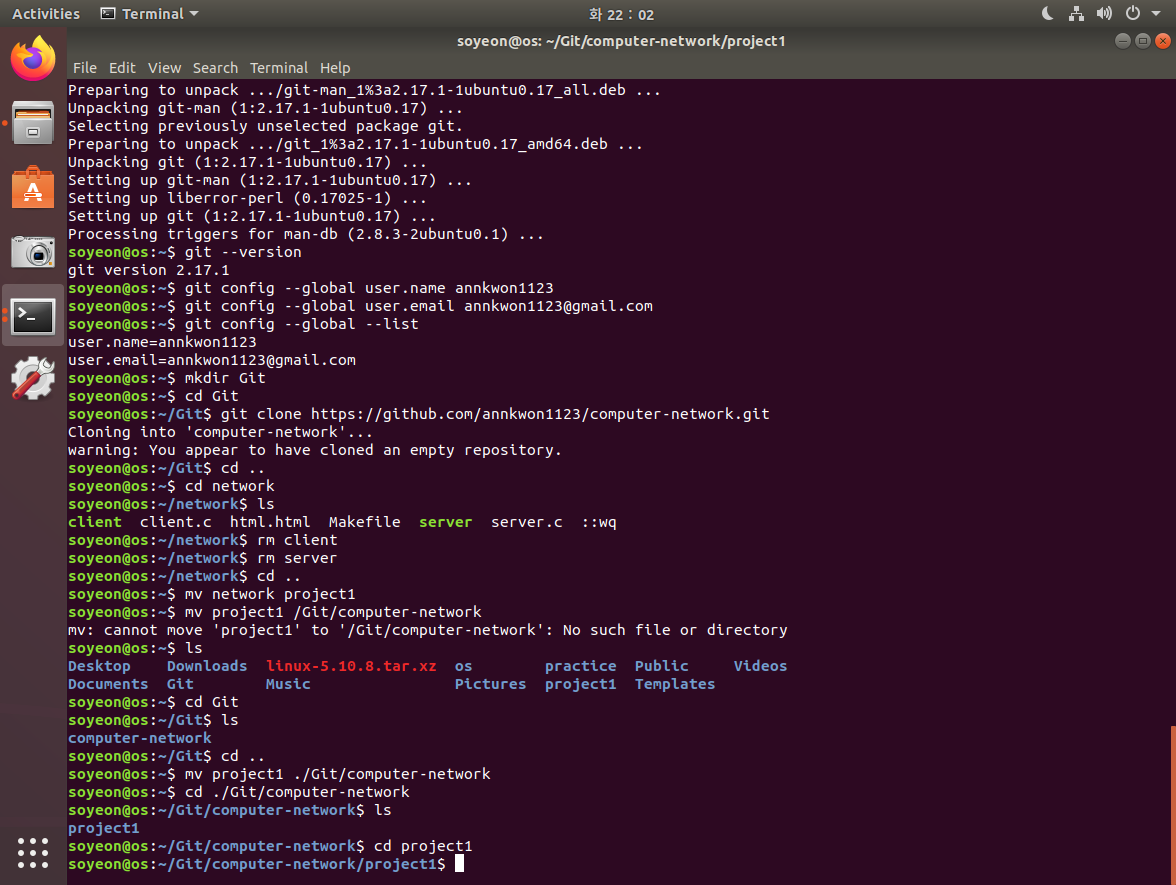 Activities Terminal 화 22 : 02
soyeon@os: ~/Git/computer-network/project1
File Edit View Search Terminal Help
Preparing to unpack .../git-man_1%3a2.17.1-1ubuntu0.17_all.deb ...
Unpacking git-man (1:2.17.1-1ubuntu0.17) ...
Selecting previously unselected package git.
Preparing to unpack .../git_1%3a2.17.1-1ubuntu0.17_amd64.deb ...
Unpacking git (1:2.17.1-1ubuntu0.17) ...
Setting up git-man (1:2.17.1-1ubuntu0.17) ...
Setting up liberror-perl (0.17025-1) ...
Setting up git (1:2.17.1-1ubuntu0.17) ...
Processing triggers for man-db (2.8.3-2ubuntu0.1) ...
soyeon@os:~$ git --version
git version 2.17.1
soyeon@os:~$ git config --global user.name annkwon1123
soyeon@os:~$ git config --global user.email annkwon1123@gmail.com
soyeon@os:~$ git config --global --list
user.name=annkwon1123
user.email=annkwon1123@gmail.com
soyeon@os:~$ mkdir Git
soyeon@os:~$ cd Git
soyeon@os:~/Git$ git clone https://github.com/annkwon1123/computer-network.git
Cloning into 'computer-network'...
warning: You appear to have cloned an empty repository.
soyeon@os:~/Git$ cd ..
soyeon@os:~$ cd network
soyeon@os:~/network$ ls
client client.c html.html Makefile server server.c ::wq
soyeon@os:~/network$ rm client
soyeon@os:~/network$ rm server
soyeon@os:~/network$ cd ..
soyeon@os:~$ mv network project1
soyeon@os:~$ mv project1 /Git/computer-network
mv: cannot move 'project1' to '/Git/computer-network': No such file or directory
soyeon@os:~$ ls
Desktop Downloads linux-5.10.8.tar.xz os practice Public Videos
Documents Git Music Pictures project1 Templates
soyeon@os:~$ cd Git
soyeon@os:~/Git$ ls
computer-network
soyeon@os:~/Git$ cd ..
soyeon@os:~$ mv project1 ./Git/computer-network
soyeon@os:~$ cd ./Git/computer-network
soyeon@os:~/Git/computer-network$ ls
project1
soyeon@os:~/Git/computer-network$ cd project1
soyeon@os:~/Git/computer-network/project1$